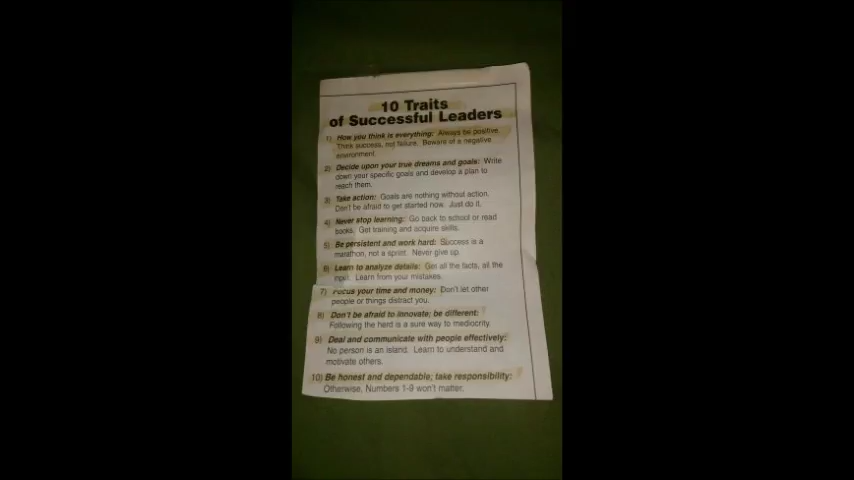 10 Traits
of Successful Leaders
1) How you think is everything: Always be positive.
Think success, not failure. Beware of a negative
environment.
2) Decide upon your true dreams and goals: Write
down your specific goals and develop a plan to
reach them.
3) Take action: Goals are nothing without action.
Don't be afraid to get started now. Just do it.
4) Never stop learning: Go back to school or read
books. Get training and acquire skills.
5) Be persistent and work hard: Success is a
marathon, not a sprint. Never give up.
6) Learn to analyze details: Get all the facts, all the
input. Learn from your mistakes.
7) Focus your time and money: Don't let other
people or things distract you.
8) Don't be afraid to innovate; be different:
Following the herd is a sure way to mediocrity.
9) Deal and communicate with people effectively:
No person is an island. Learn to understand and
motivate others.
10) Be honest and dependable; take responsibility:
Otherwise, Numbers 1-9 won't matter.